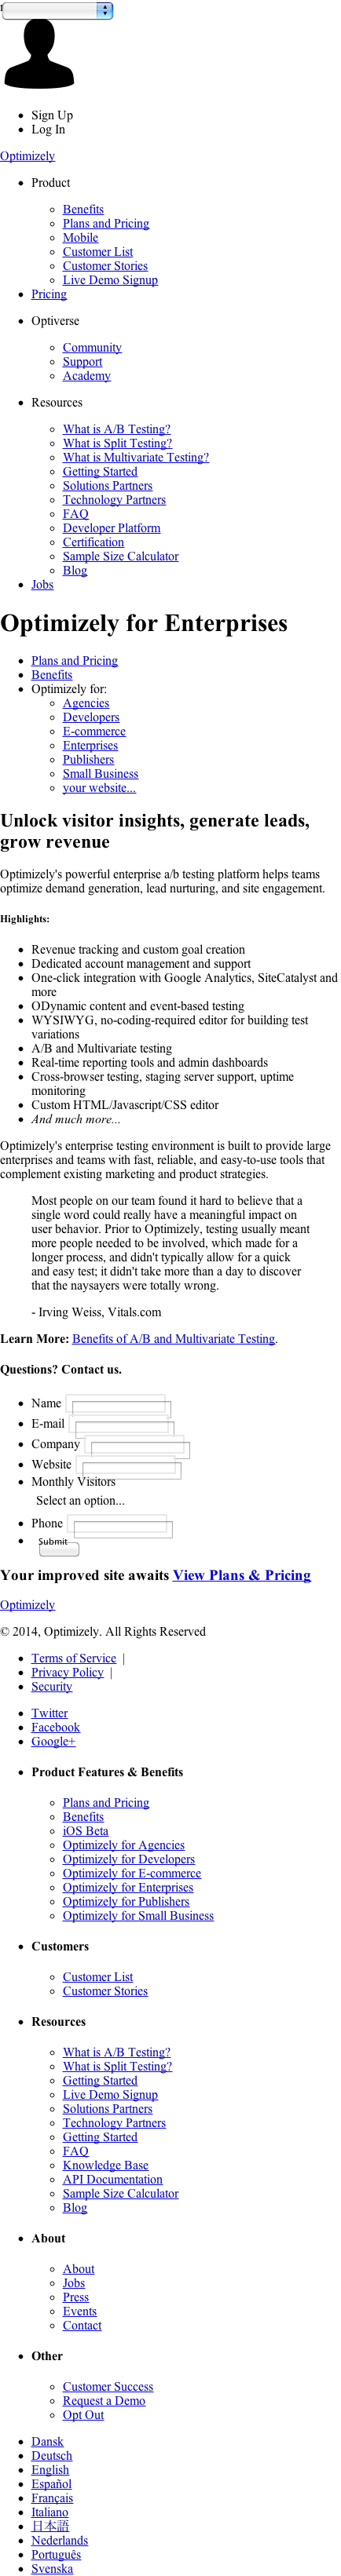 Sign Up
Log In
Optimizely
Product
Benefits
Plans and Pricing
Mobile
Customer List
Customer Stories
Live Demo Signup
Pricing
Optiverse
Community
Support
Academy
Resources
What is A/B Testing?
What is Split Testing?
What is Multivariate Testing?
Getting Started
Solutions Partners
Technology Partners
FAQ
Developer Platform
Certification
Sample Size Calculator
Blog
Jobs
Optimizely for Enterprises
Plans and Pricing
Benefits
Optimizely for:
Agencies
Developers
E-commerce
Enterprises
Publishers
Small Business
your website...
Unlock visitor insights, generate leads,
grow revenue
Optimizely's powerful enterprise a/b testing platform helps teams
optimize demand generation, lead nurturing, and site engagement.
Highlights:
Revenue tracking and custom goal creation
Dedicated account management and support
One-click integration with Google Analytics, SiteCatalyst and
more
ODynamic content and event-based testing
WYSIWYG, no-coding-required editor for building test
variations
A/B and Multivariate testing
Real-time reporting tools and admin dashboards
Cross-browser testing, staging server support, uptime
monitoring
Custom HTML/Javascript/CSS editor
And much more...
Optimizely's enterprise testing environment is built to provide large
enterprises and teams with fast, reliable, and easy-to-use tools that
complement existing marketing and product strategies.
Most people on our team found it hard to believe that a
single word could really have a meaningful impact on
user behavior. Prior to Optimizely, testing usually meant
more people needed to be involved, which made for a
longer process, and didn't typically allow for a quick
and easy test; it didn't take more than a day to discover
that the naysayers were totally wrong.
- Irving Weiss, Vitals.com
Learn More: Benefits of A/B and Multivariate Testing.
Questions? Contact us.
Name
E-mail
Company
Website
Monthly Visitors
Select an option...
Phone
Submit
Your improved site awaits View Plans & Pricing
Optimizely
© 2014, Optimizely. All Rights Reserved
Terms of Service |
Privacy Policy |
Security
Twitter
Facebook
Google+
Product Features & Benefits
Plans and Pricing
Benefits
iOS Beta
Optimizely for Agencies
Optimizely for Developers
Optimizely for E-commerce
Optimizely for Enterprises
Optimizely for Publishers
Optimizely for Small Business
Customers
Customer List
Customer Stories
Resources
What is A/B Testing?
What is Split Testing?
Getting Started
Live Demo Signup
Solutions Partners
Technology Partners
Getting Started
FAQ
Knowledge Base
API Documentation
Sample Size Calculator
Blog
About
About
Jobs
Press
Events
Contact
Other
Customer Success
Request a Demo
Opt Out
Dansk
Deutsch
English
Español
Français
Italiano
日本語
Nederlands
Português
Svenska